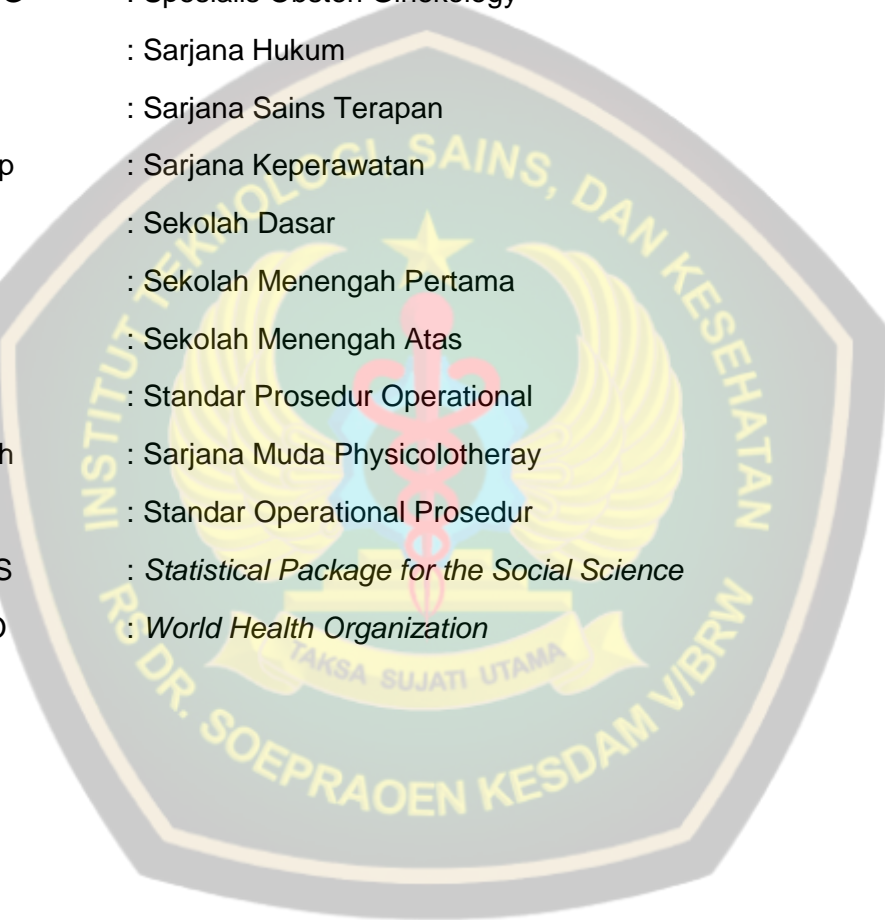 : Spesialis Obsteri Ginekology
: Sarjana Hukum
: Sarjana Sains Terapan
p : Sarjana Keperawatan
: Sekolah Dasar
: Sekolah Menengah Pertama
: Sekolah Menengah Atas
: Standar Prosedur Operational
h : Sarjana Muda Physicolotheray
: Standar Operational Prosedur
S : Statistical Package for the Social Science
: World Health Organization
INSTITUT TEKNOLOGI, SAINS, DAN KESEHATAN
TAKSA SUJATI UTAMA
RS DR. SOEPRAOEN KESDAM V/BRW